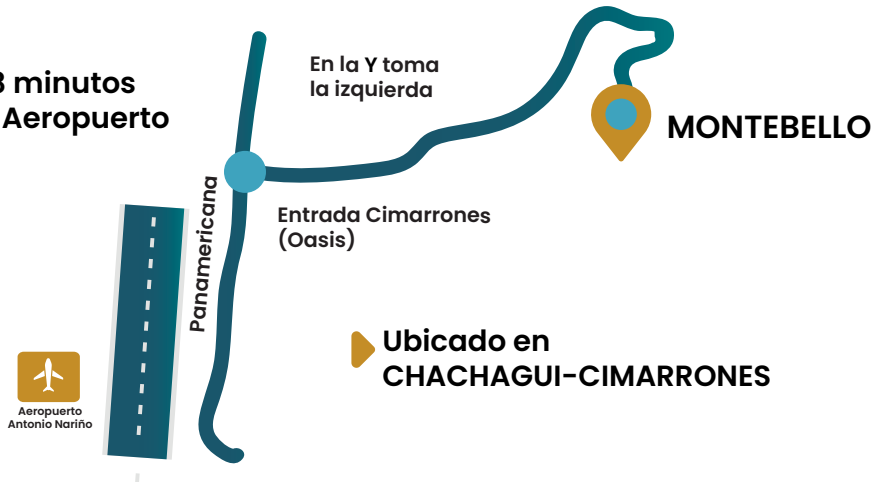 3 minutos
Aeropuerto
En la Y toma
la izquierda
MONTEBELLO
Panamericana
Entrada Cimarrones
(Oasis)
Ubicado en
CHACHAGUI-CIMARRONES
Aeropuerto
Antonio Nariño